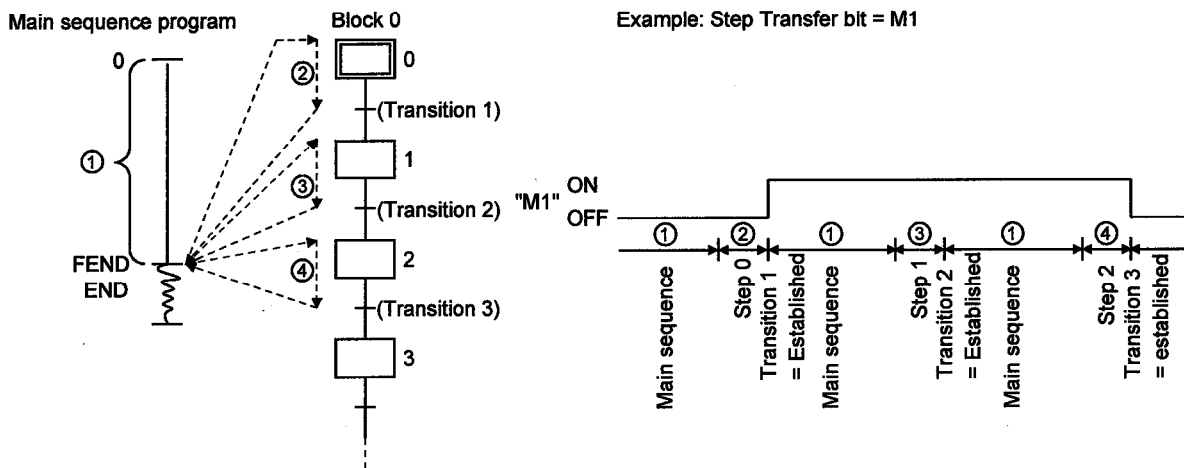 Main sequence program
0
①
FEND
END
Block 0
0
②
(Transition 1)
1
③
(Transition 2)
2
④
(Transition 3)
3
Example: Step Transfer bit = M1
"M1"
ON
OFF
①
②
①
③
①
④
Main sequence
Step 0
Transition 1
= Established
Main sequence
Step 1
Transition 2
= Established
Main sequence
Step 2
Transition 3
= established